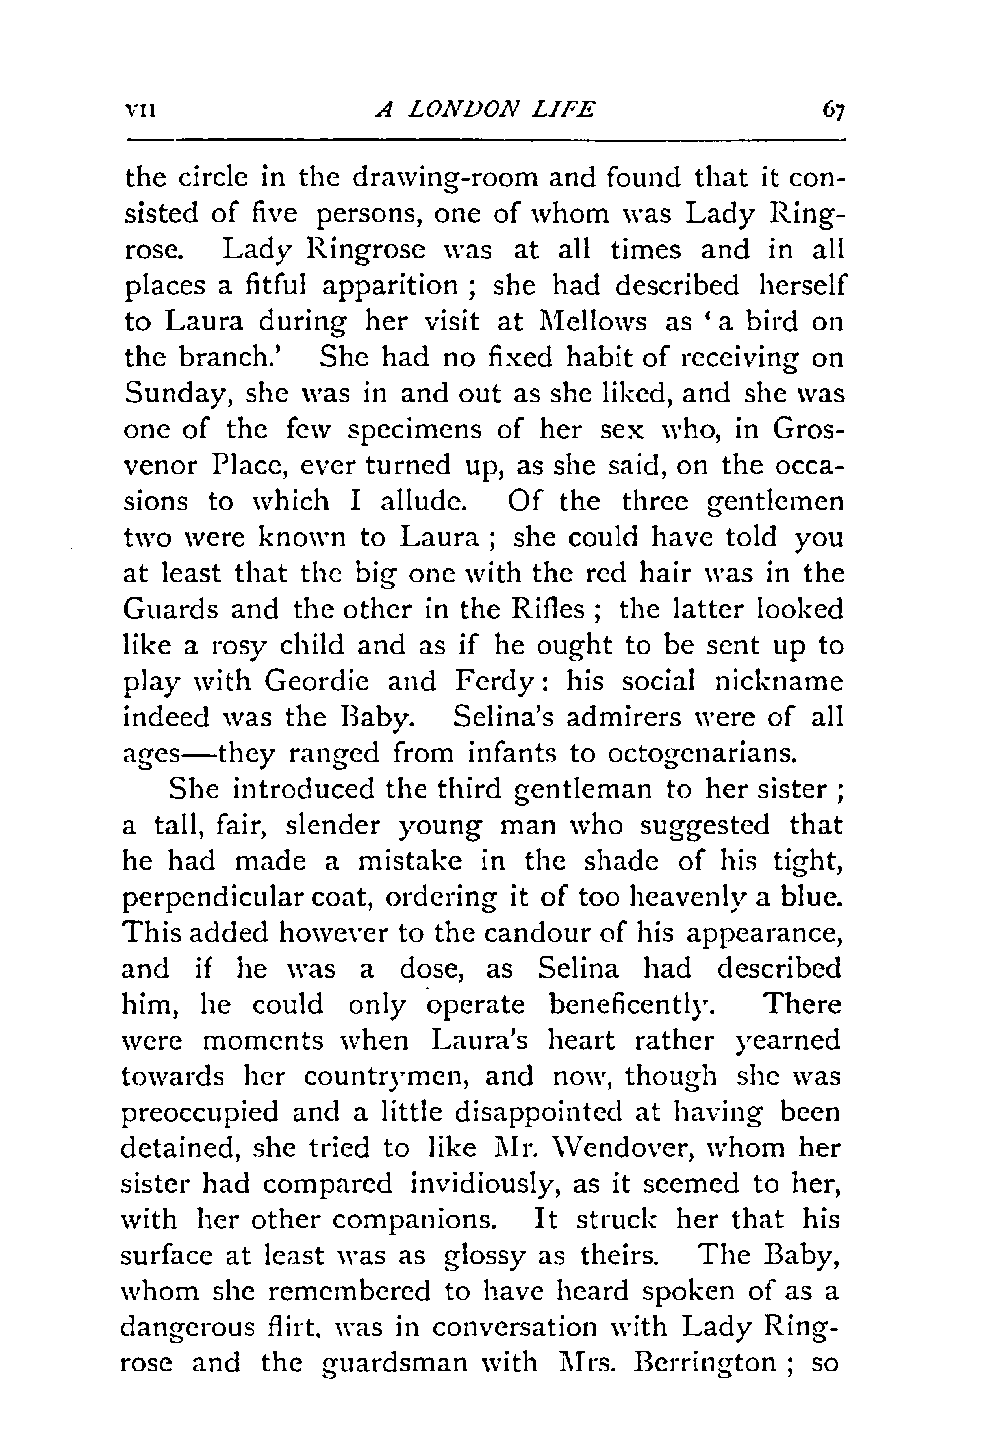 VII A LONDON LIFE 67
the circle in the drawing-room and found that it con-
sisted of five persons, one of whom was Lady Ring-
rose. Lady Ringrose was at all times and in all
places a fitful apparition ; she had described herself
to Laura during her visit at Mellows as ‘a bird on
the branch.’ She had no fixed habit of receiving on
Sunday, she was in and out as she liked, and she was
one of the few specimens of her sex who, in Gros-
venor Place, ever turned up, as she said, on the occa-
sions to which I allude. Of the three gentlemen
two were known to Laura ; she could have told you
at least that the big one with the red hair was in the
Guards and the other in the Rifles ; the latter looked
like a rosy child and as if he ought to be sent up to
play with Geordie and Ferdy : his social nickname
indeed was the Baby. Selina’s admirers were of all
ages—they ranged from infants to octogenarians.
She introduced the third gentleman to her sister ;
a tall, fair, slender young man who suggested that
he had made a mistake in the shade of his tight,
perpendicular coat, ordering it of too heavenly a blue.
This added however to the candour of his appearance,
and if he was a dose, as Selina had described
him, he could only operate beneficently. There
were moments when Laura’s heart rather yearned
towards her countrymen, and now, though she was
preoccupied and a little disappointed at having been
detained, she tried to like Mr. Wendover, whom her
sister had compared invidiously, as it seemed to her,
with her other companions. It struck her that his
surface at least was as glossy as theirs. The Baby,
whom she remembered to have heard spoken of as a
dangerous flirt, was in conversation with Lady Ring-
rose and the guardsman with Mrs. Berrington ; so